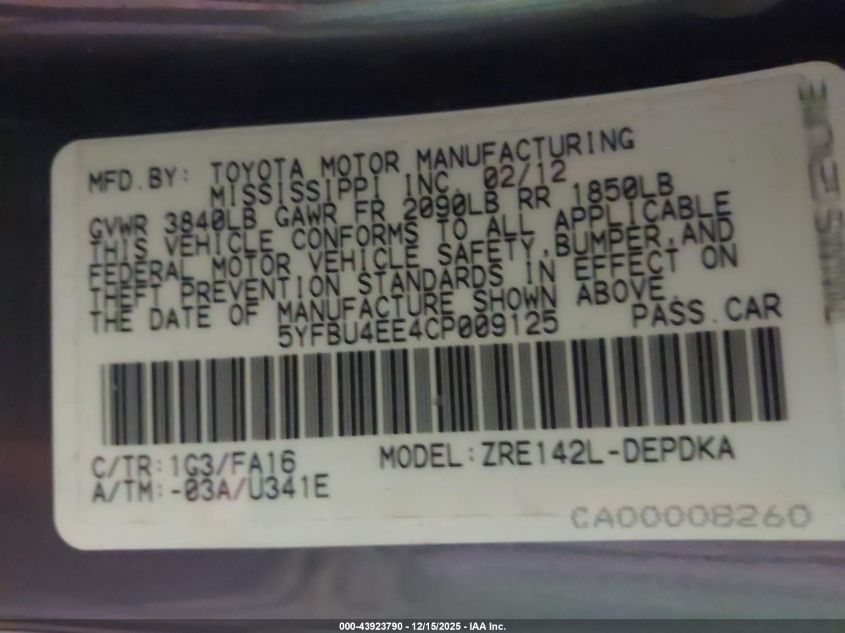 MFD.BY: TOYOTA MOTOR MANUFACTURING
MISSISSIPPI INC. 02/12
GVWR 3840LB GAWR FR 2090LB RR 1850LB
THIS VEHICLE CONFORMS TO ALL APPLICABLE
FEDERAL MOTOR VEHICLE SAFETY,BUMPER,AND
THEFT PREVENTION STANDARDS IN EFFECT ON
THE DATE OF MANUFACTURE SHOWN ABOVE.
5YFBU4EE4CP009125 PASS.CAR
C/TR:1G3/FA16 MODEL:ZRE142L-DEPDKA
A/TM:-03A/U341E
CA00008260
000-43923790 - 12/15/2025 - IAA Inc.